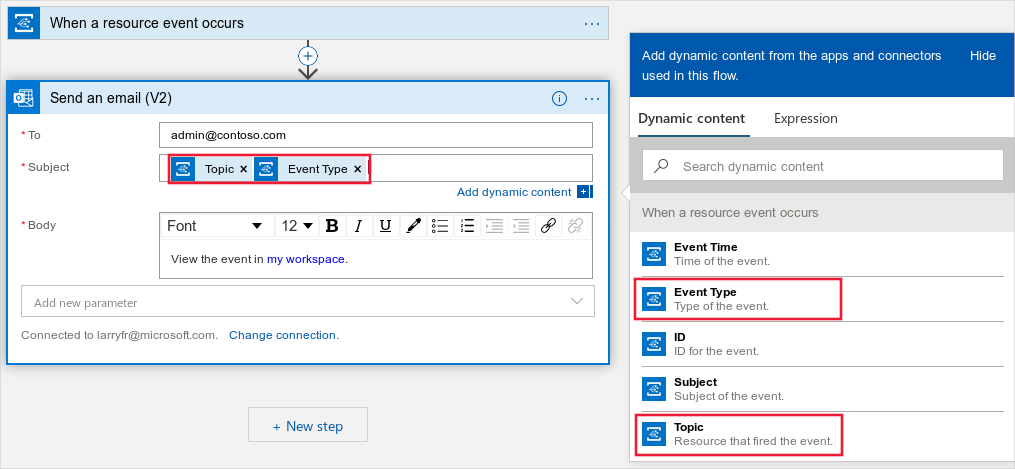 When a resource event occurs
Send an email (V2)
* To
admin@contoso.com
* Subject
Topic × Event Type ×
Add dynamic content
* Body
Font 12 B I U
View the event in my workspace.
Add new parameter
Connected to larryfr@microsoft.com. Change connection.
+ New step
Add dynamic content from the apps and connectors
used in this flow.
Hide
Dynamic content Expression
Search dynamic content
When a resource event occurs
Event Time
Time of the event.
Event Type
Type of the event.
ID
ID for the event.
Subject
Subject of the event.
Topic
Resource that fired the event.